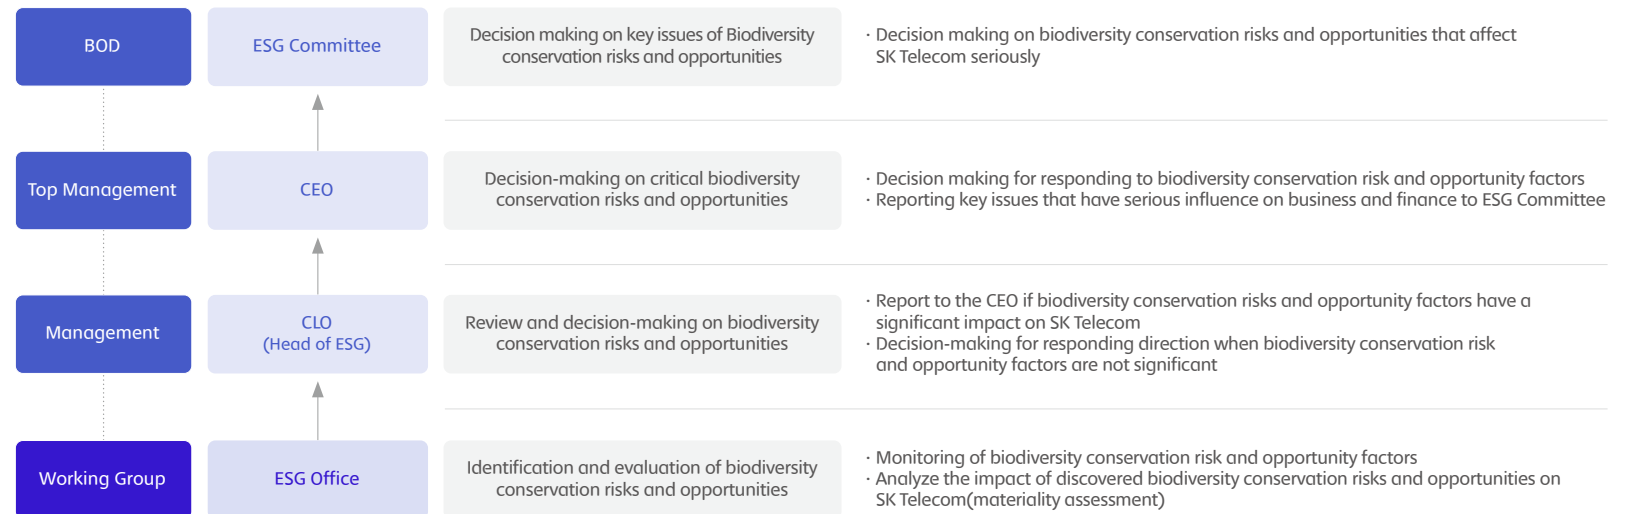 BOD
ESG Committee
Decision making on key issues of Biodiversity
conservation risks and opportunities
· Decision making on biodiversity conservation risks and opportunities that affect
SK Telecom seriously
Top Management
CEO
Decision-making on critical biodiversity
conservation risks and opportunities
· Decision making for responding to biodiversity conservation risk and opportunity factors
· Reporting key issues that have serious influence on business and finance to ESG Committee
Management
CLO
(Head of ESG)
Review and decision-making on biodiversity
conservation risks and opportunities
· Report to the CEO if biodiversity conservation risks and opportunity factors have a
significant impact on SK Telecom
· Decision-making for responding direction when biodiversity conservation risk
and opportunity factors are not significant
Working Group
ESG Office
Identification and evaluation of biodiversity
conservation risks and opportunities
· Monitoring of biodiversity conservation risk and opportunity factors
· Analyze the impact of discovered biodiversity conservation risks and opportunities on
SK Telecom(materiality assessment)